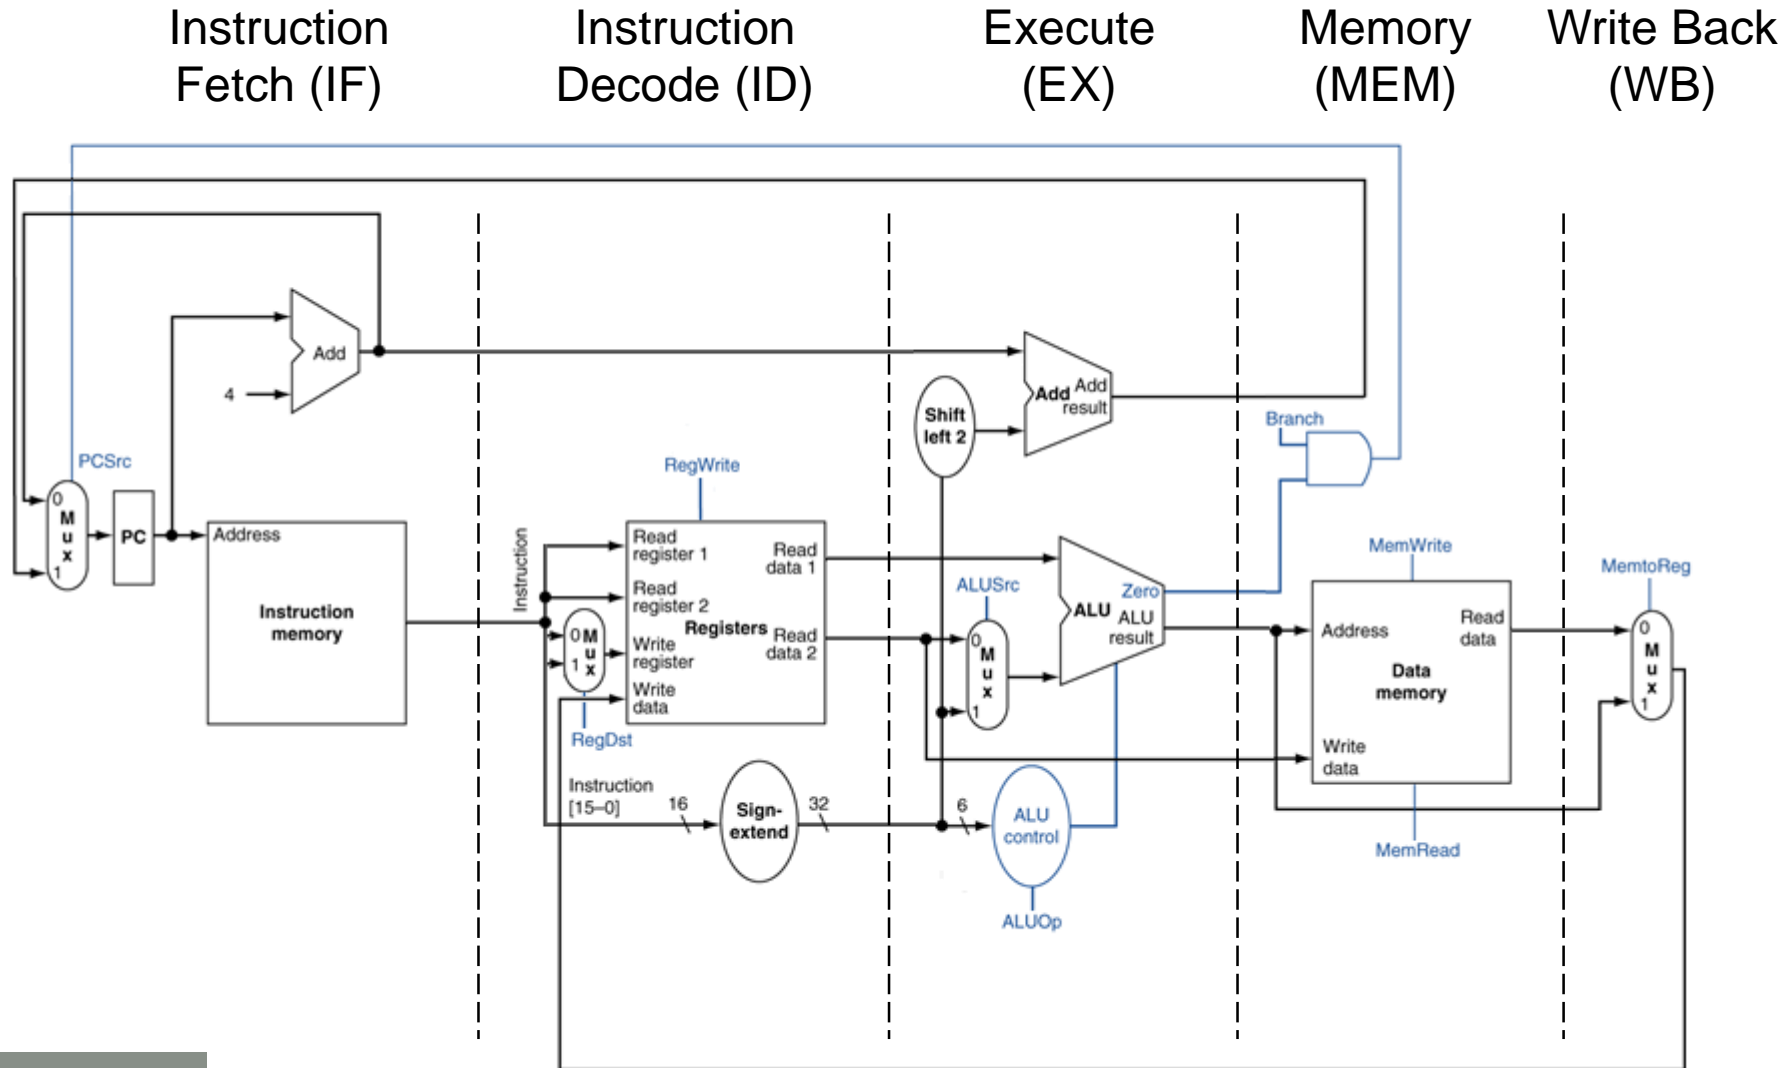 Instruction
Fetch (IF)
Instruction
Decode (ID)
Execute
(EX)
Memory
(MEM)
Write Back
(WB)
Add
4
PCSrc
0
M
u
x
1
PC
Address
Instruction
memory
Instruction
RegWrite
Read
register 1
Read
register 2
Write
register
Write
data
Registers
Read
data 1
Read
data 2
0
M
u
x
1
RegDst
Instruction
[15–0]
16
Sign-
extend
32
Shift
left 2
Add
Add
result
ALUSrc
0
M
u
x
1
Zero
ALU
ALU
result
6
ALU
control
ALUOp
Branch
MemWrite
Address
Read
data
Data
memory
Write
data
MemRead
MemtoReg
0
M
u
x
1